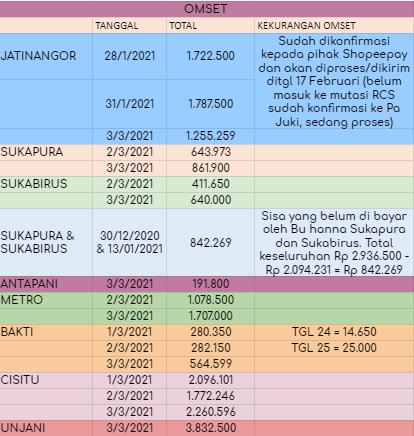 OMSET
TANGGAL TOTAL KEKURANGAN OMSET
JATINANGOR 28/1/2021 1.722.500 Sudah dikonfirmasi
kepada pihak Shopeepay
dan akan diproses/dikirim
ditgl 17 Februari (belum
masuk ke mutasi RCS
sudah konfirmasi ke Pa
Juki, sedang proses)
31/1/2021 1.787.500
3/3/2021 1.255.259
SUKAPURA 2/3/2021 643.973
3/3/2021 861.900
SUKABIRUS 2/3/2021 411.650
3/3/2021 640.000
SUKAPURA &
SUKABIRUS
30/12/2020
& 13/01/2021
842.269
Sisa yang belum di bayar
oleh Bu hanna Sukapura
dan Sukabirus. Total
keseluruhan Rp 2.936.500 -
Rp 2.094.231 = Rp 842.269
ANTAPANI 3/3/2021 191.800
METRO 2/3/2021 1.078.500
3/3/2021 1.707.000
BAKTI 1/3/2021 280.350 TGL 24 = 14.650
2/3/2021 282.150 TGL 25 = 25.000
3/3/2021 564.599
CISITU 1/3/2021 2.096.101
2/3/2021 1.772.246
3/3/2021 2.260.596
UNJANI 3/3/2021 3.832.500